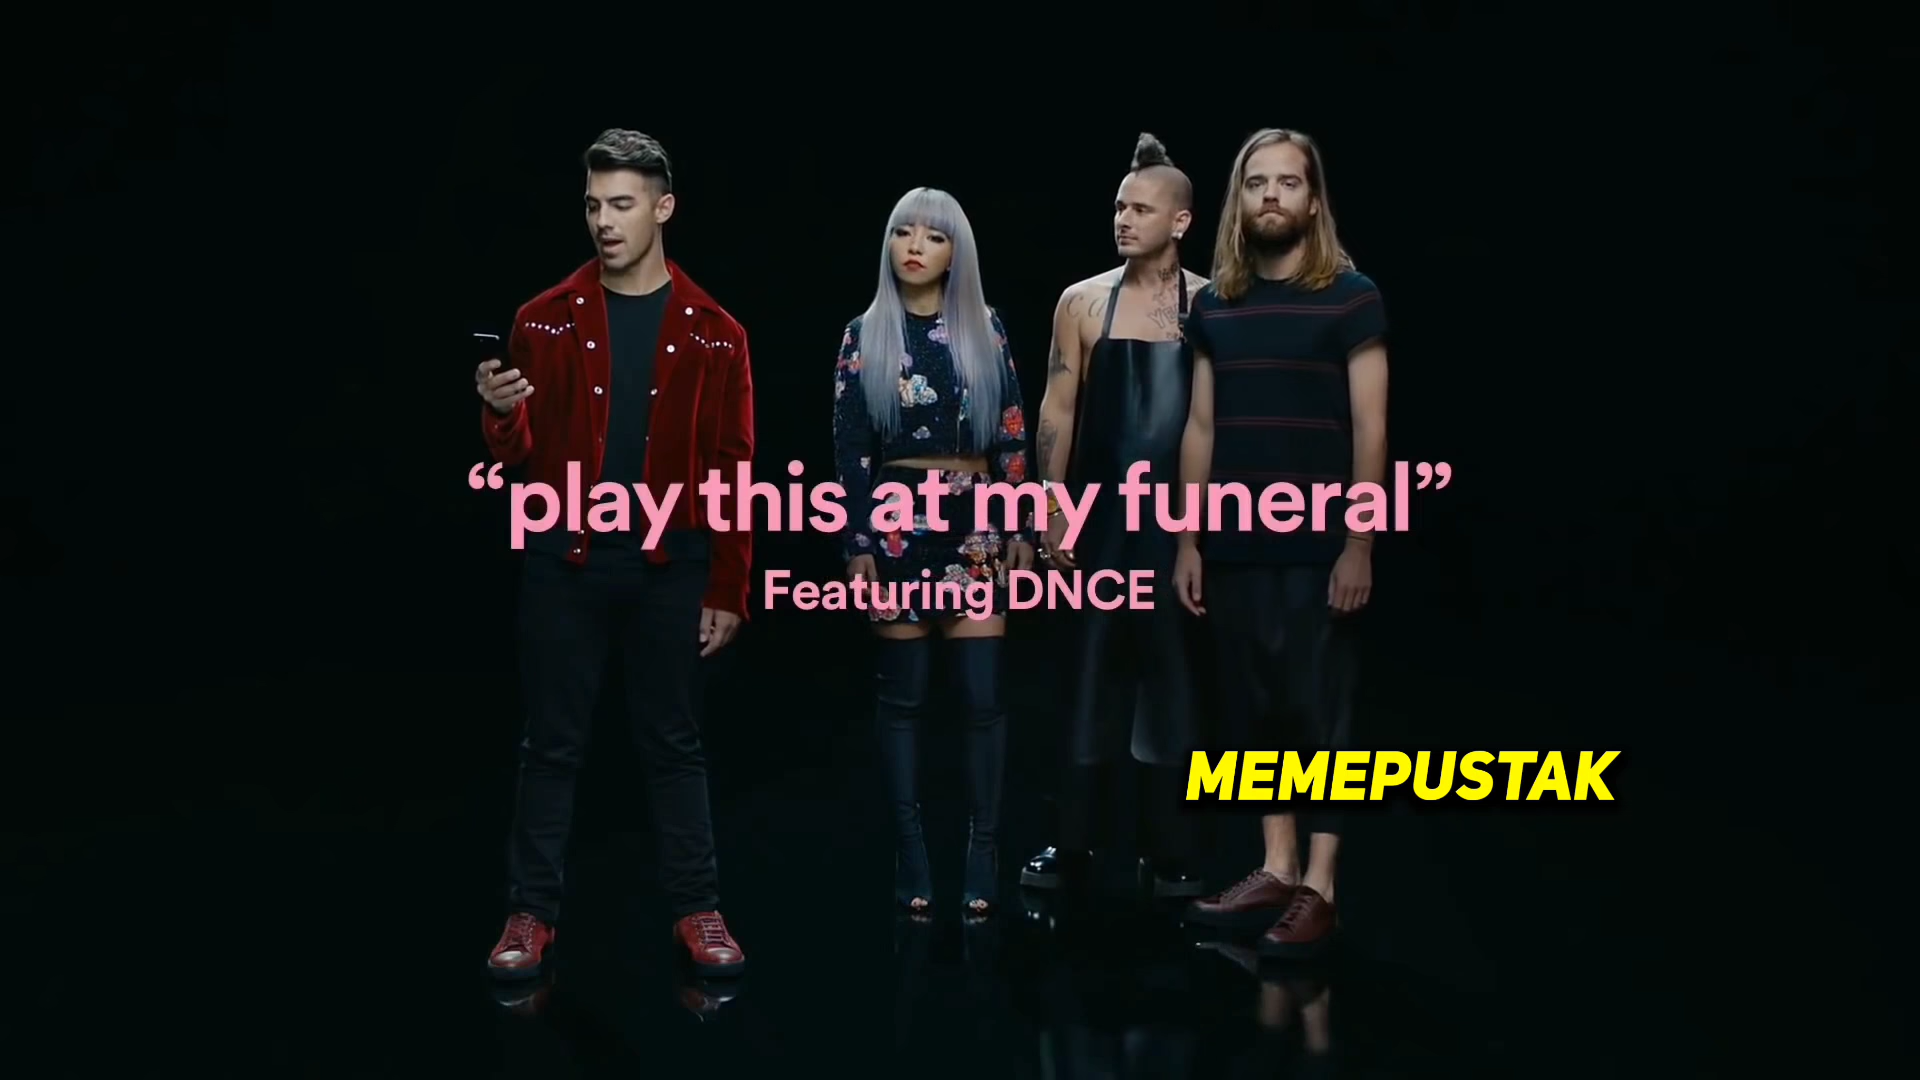 “play this at my funeral”
Featuring DNCE
MEMEPUSTAK